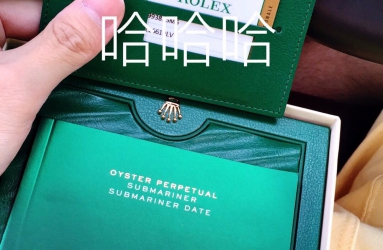 ROLEX
哈哈哈
OYSTER PERPETUAL
SUBMARINER
SUBMARINER DATE